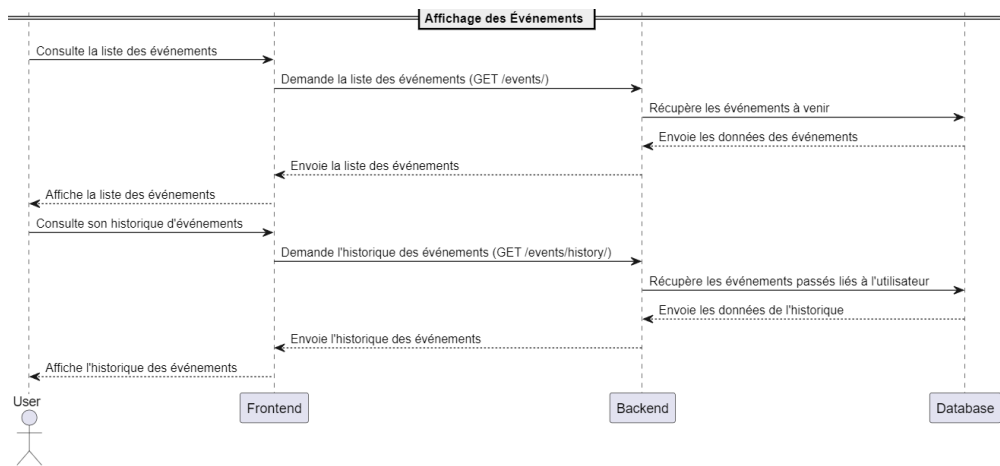 Affichage des Événements
Consulte la liste des événements
Demande la liste des événements (GET /events/)
Récupère les événements à venir
Envoie les données des événements
Envoie la liste des événements
Affiche la liste des événements
Consulte son historique d'événements
Demande l'historique des événements (GET /events/history/)
Récupère les événements passés liés à l'utilisateur
Envoie les données de l'historique
Envoie l'historique des événements
Affiche l'historique des événements
User
Frontend
Backend
Database